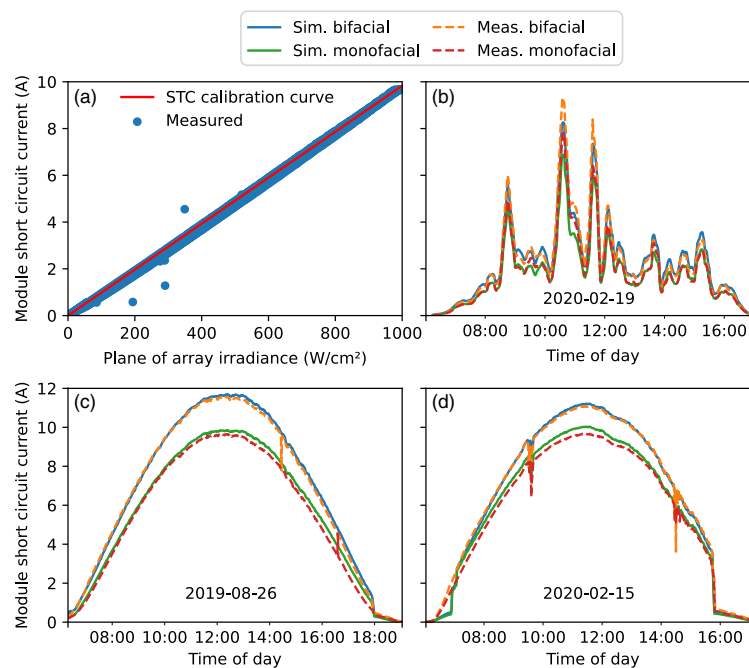 Sim. bifacial
Sim. monofacial
Meas. bifacial
Meas. monofacial
(a)
STC calibration curve
Measured
Module short circuit current (A)
10
8
6
4
2
0
0
200
400
600
800
1000
Plane of array irradiance (W/cm²)
(b)
2020-02-19
08:00
10:00
12:00
14:00
16:00
Time of day
(c)
Module short circuit current (A)
12
10
8
6
4
2
0
2019-08-26
08:00
10:00
12:00
14:00
16:00
18:00
Time of day
(d)
2020-02-15
08:00
10:00
12:00
14:00
16:00
Time of day